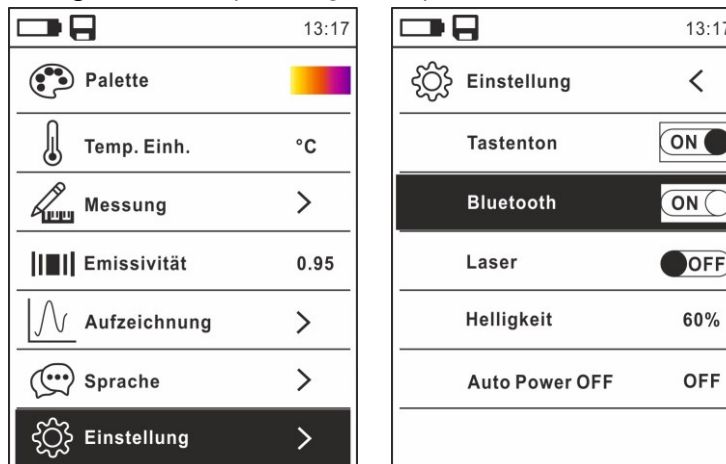 13:17
Palette
Temp. Einh. °C
Messung >
Emissivität 0.95
Aufzeichnung >
Sprache >
Einstellung >
13:17
Einstellung <
Tastenton ON
Bluetooth ON
Laser OFF
Helligkeit 60%
Auto Power OFF OFF